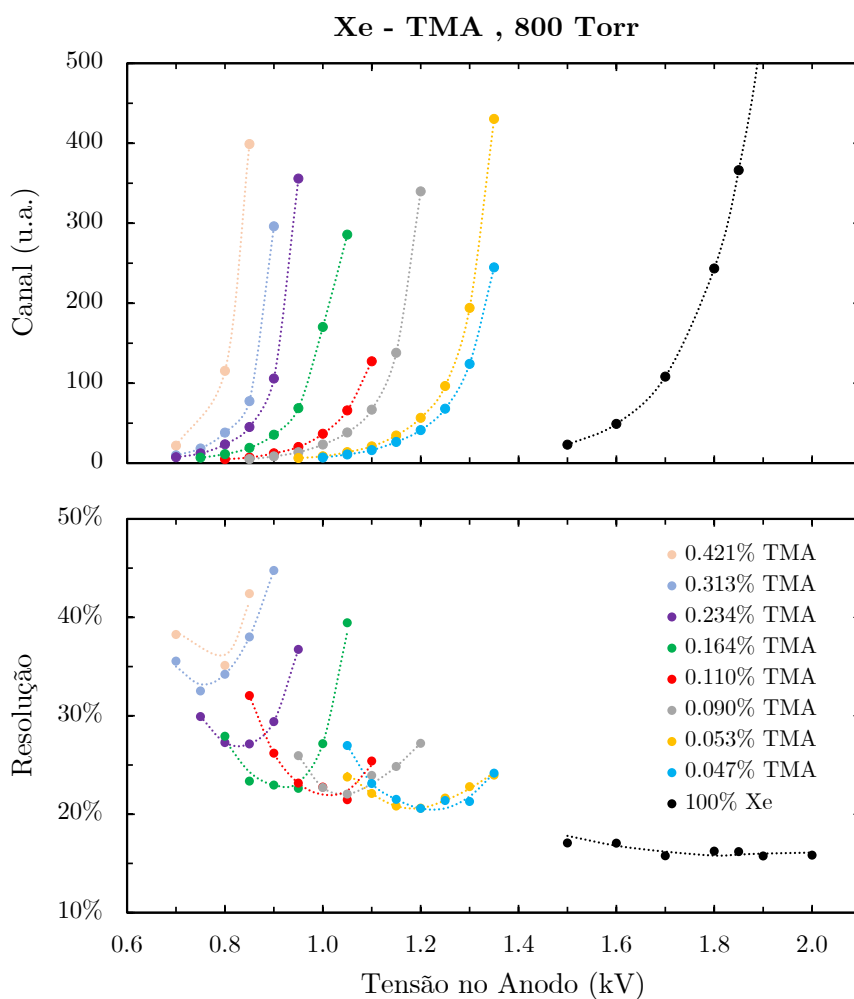 Xe - TMA , 800 Torr
500
400
300
200
100
0
Canal (u.a.)
50%
40%
30%
20%
10%
Resolução
0.421% TMA
0.313% TMA
0.234% TMA
0.164% TMA
0.110% TMA
0.090% TMA
0.053% TMA
0.047% TMA
100% Xe
0.6 0.8 1.0 1.2 1.4 1.6 1.8 2.0
Tensão no Anodo (kV)